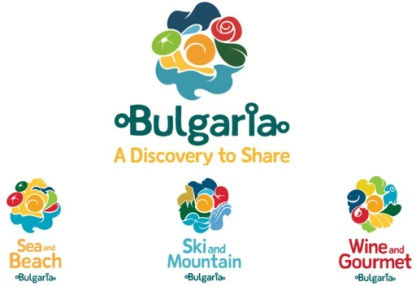 Bulgaria
A Discovery to Share
Sea and
Beach
Bulgaria
Ski and
Mountain
Bulgaria
Wine and
Gourmet
Bulgaria